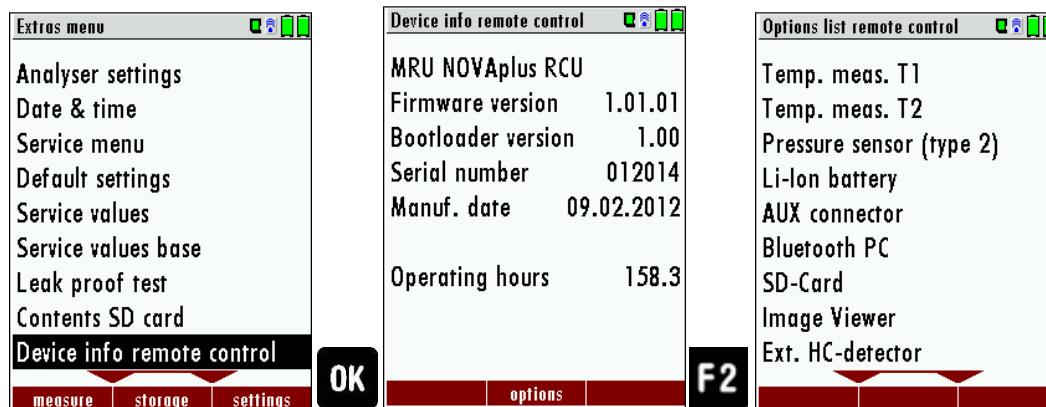 Extras menu
Analyser settings
Date & time
Service menu
Default settings
Service values
Service values base
Leak proof test
Contents SD card
Device info remote control
measure storage settings
OK
Device info remote control
MRU NOVAplus RCU
Firmware version 1.01.01
Bootloader version 1.00
Serial number 012014
Manuf. date 09.02.2012
Operating hours 158.3
options
F2
Options list remote control
Temp. meas. T1
Temp. meas. T2
Pressure sensor (type 2)
Li-Ion battery
AUX connector
Bluetooth PC
SD-Card
Image Viewer
Ext. HC-detector